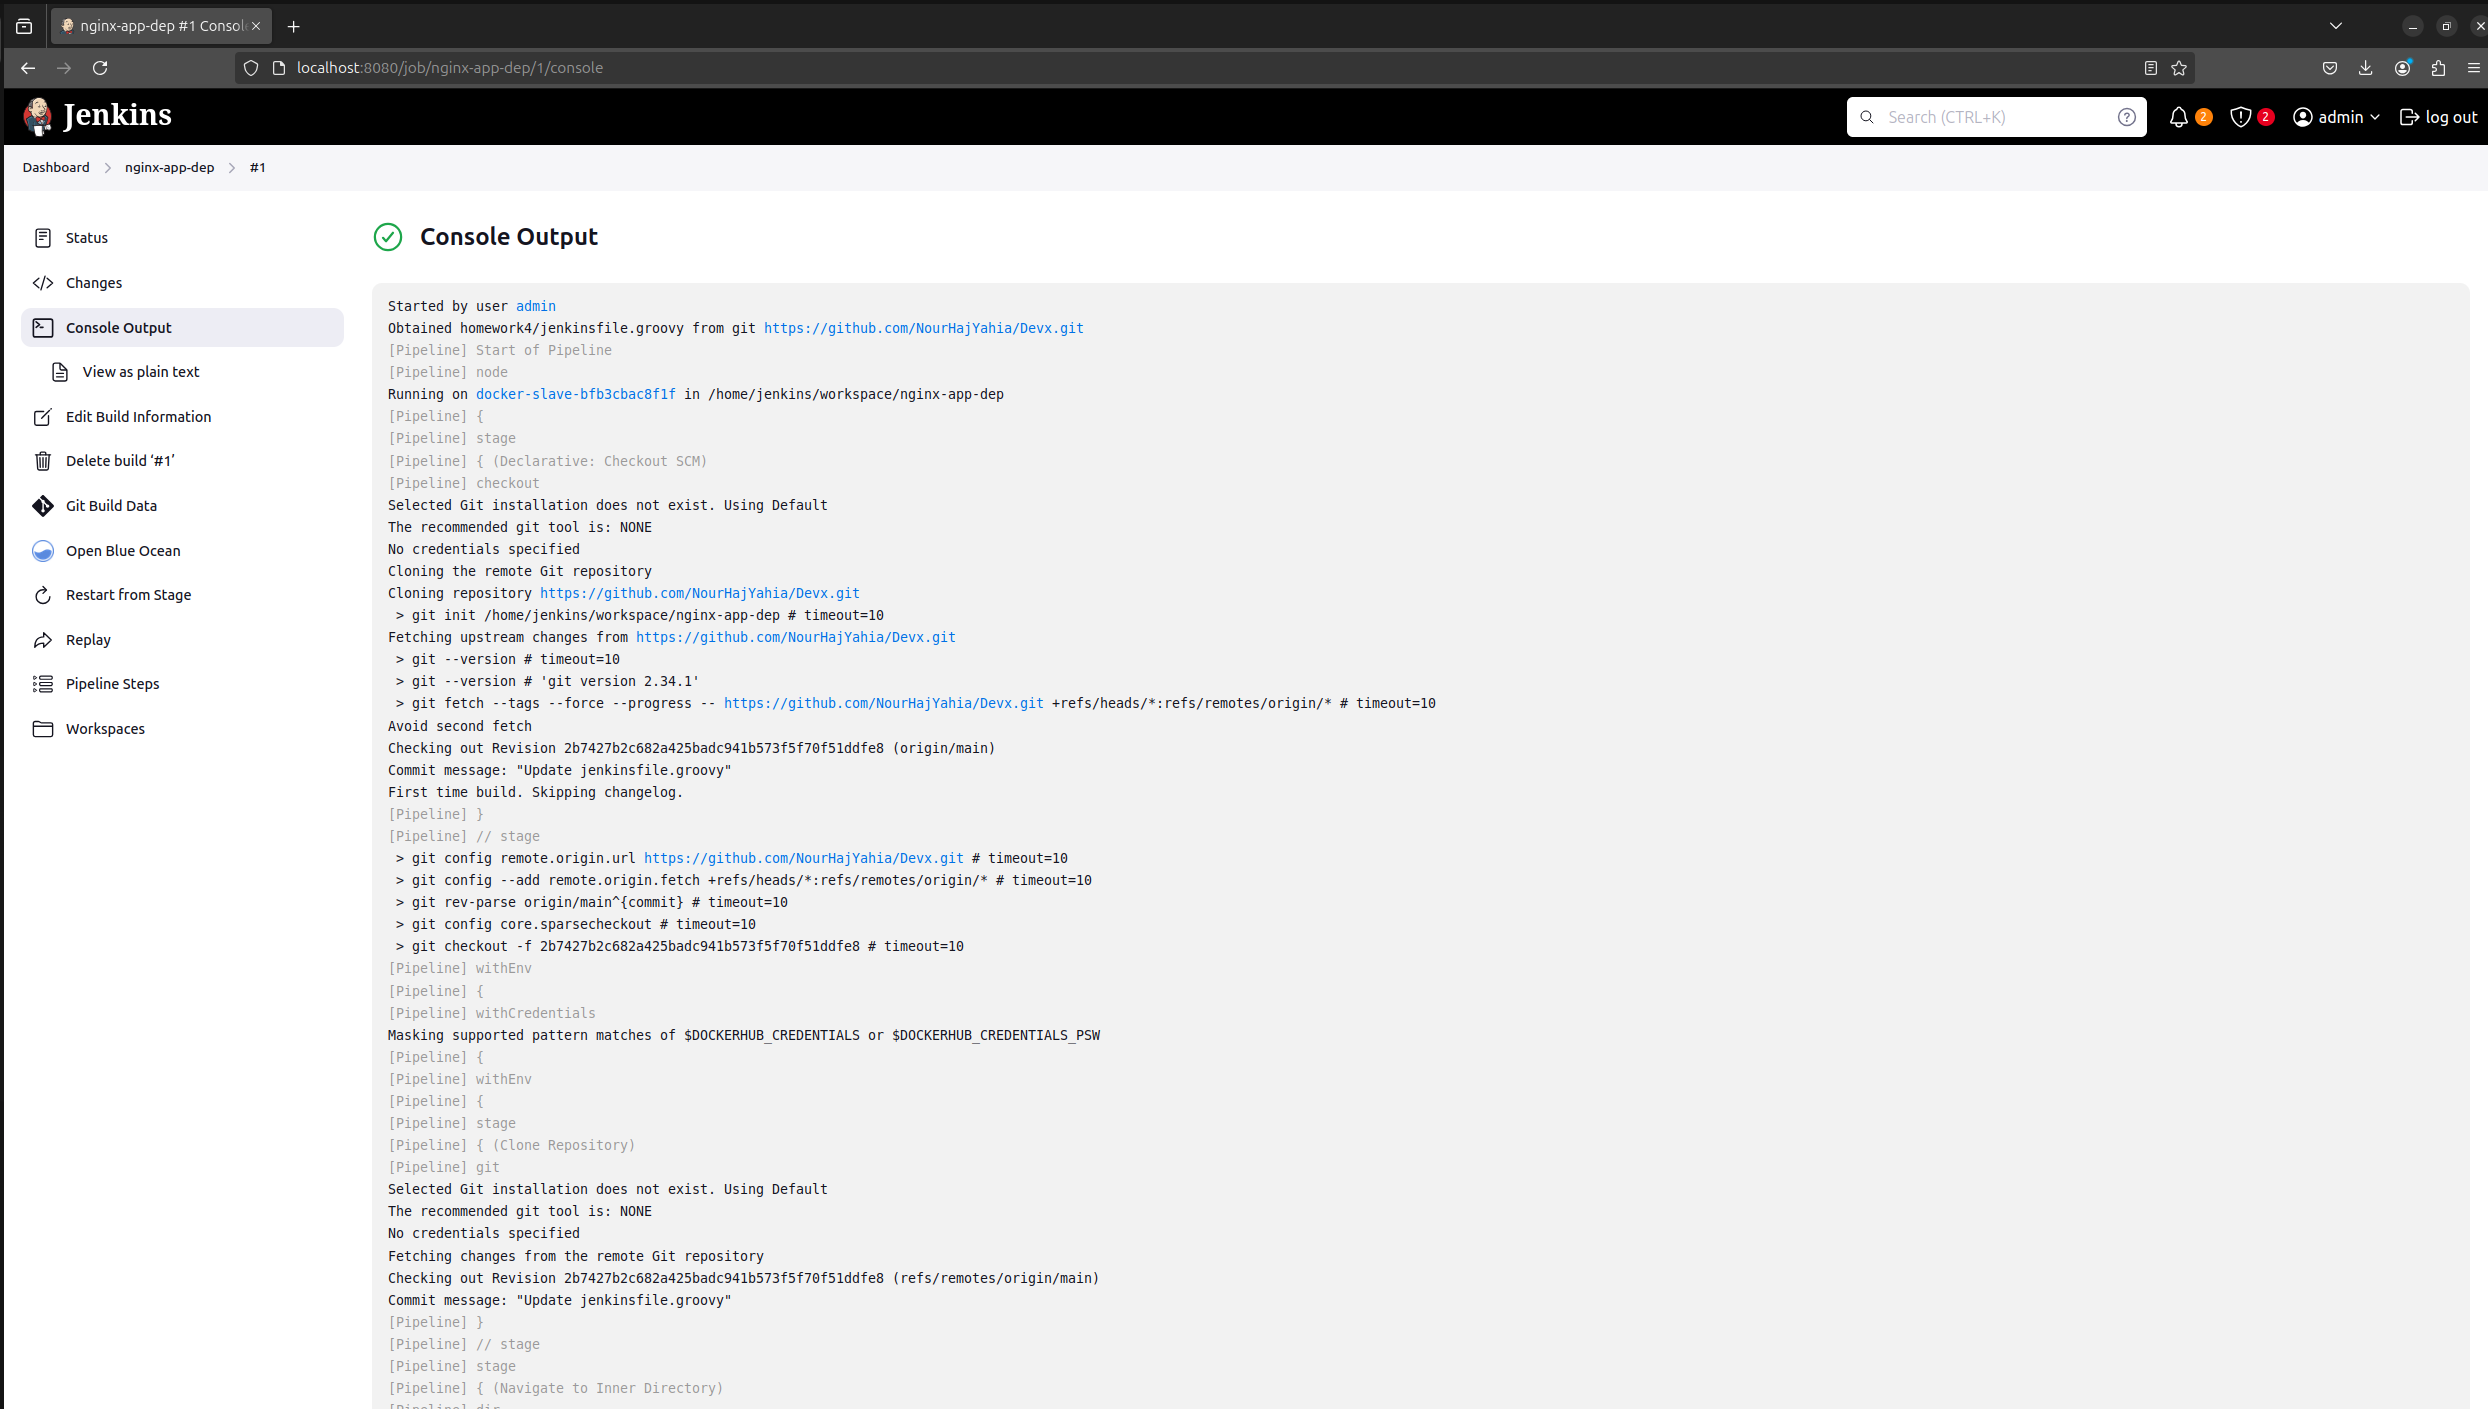 nginx-app-dep #1 Consol
localhost:8080/job/nginx-app-dep/1/console
Jenkins
Search (CTRL+K)
2
2
admin
log out
Dashboard
nginx-app-dep
#1
Status
Changes
Console Output
View as plain text
Edit Build Information
Delete build ‘#1’
Git Build Data
Open Blue Ocean
Restart from Stage
Replay
Pipeline Steps
Workspaces
Console Output
Started by user admin
Obtained homework4/jenkinsfile.groovy from git https://github.com/NourHajYahia/Devx.git
[Pipeline] Start of Pipeline
[Pipeline] node
Running on docker-slave-bfb3cbac8f1f in /home/jenkins/workspace/nginx-app-dep
[Pipeline] {
[Pipeline] stage
[Pipeline] { (Declarative: Checkout SCM)
[Pipeline] checkout
Selected Git installation does not exist. Using Default
The recommended git tool is: NONE
No credentials specified
Cloning the remote Git repository
Cloning repository https://github.com/NourHajYahia/Devx.git
> git init /home/jenkins/workspace/nginx-app-dep # timeout=10
Fetching upstream changes from https://github.com/NourHajYahia/Devx.git
> git --version # timeout=10
> git --version # 'git version 2.34.1'
> git fetch --tags --force --progress -- https://github.com/NourHajYahia/Devx.git +refs/heads/*:refs/remotes/origin/* # timeout=10
Avoid second fetch
Checking out Revision 2b7427b2c682a425badc941b573f5f70f51ddfe8 (origin/main)
Commit message: "Update jenkinsfile.groovy"
First time build. Skipping changelog.
[Pipeline] }
[Pipeline] // stage
> git config remote.origin.url https://github.com/NourHajYahia/Devx.git # timeout=10
> git config --add remote.origin.fetch +refs/heads/*:refs/remotes/origin/* # timeout=10
> git rev-parse origin/main^{commit} # timeout=10
> git config core.sparsecheckout # timeout=10
> git checkout -f 2b7427b2c682a425badc941b573f5f70f51ddfe8 # timeout=10
[Pipeline] withEnv
[Pipeline] {
[Pipeline] withCredentials
Masking supported pattern matches of $DOCKERHUB_CREDENTIALS or $DOCKERHUB_CREDENTIALS_PSW
[Pipeline] {
[Pipeline] withEnv
[Pipeline] {
[Pipeline] stage
[Pipeline] { (Clone Repository)
[Pipeline] git
Selected Git installation does not exist. Using Default
The recommended git tool is: NONE
No credentials specified
Fetching changes from the remote Git repository
Checking out Revision 2b7427b2c682a425badc941b573f5f70f51ddfe8 (refs/remotes/origin/main)
Commit message: "Update jenkinsfile.groovy"
[Pipeline] }
[Pipeline] // stage
[Pipeline] stage
[Pipeline] { (Navigate to Inner Directory)
[Pipeline] dir